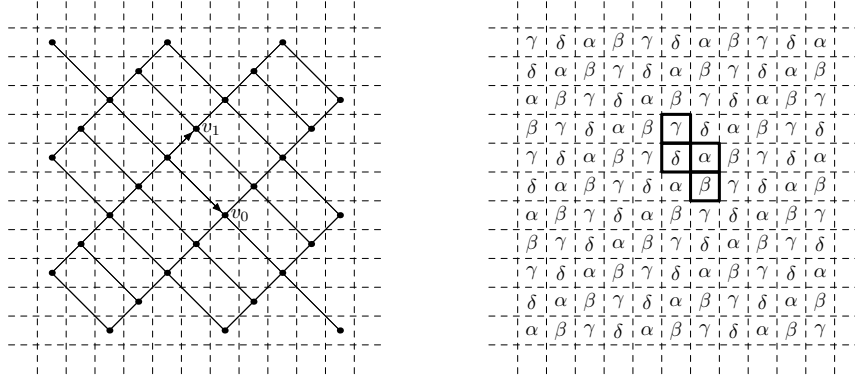 v₁
v₀
γ δ α β γ δ α β γ δ α
δ α β γ δ α β γ δ α β
α β γ δ α β γ δ α β γ
β γ δ α β γ δ α β γ δ
γ δ α β γ δ α β γ δ α
δ α β γ δ α β γ δ α β
α β γ δ α β γ δ α β γ
β γ δ α β γ δ α β γ δ
γ δ α β γ δ α β γ δ α
δ α β γ δ α β γ δ α β
α β γ δ α β γ δ α β γ